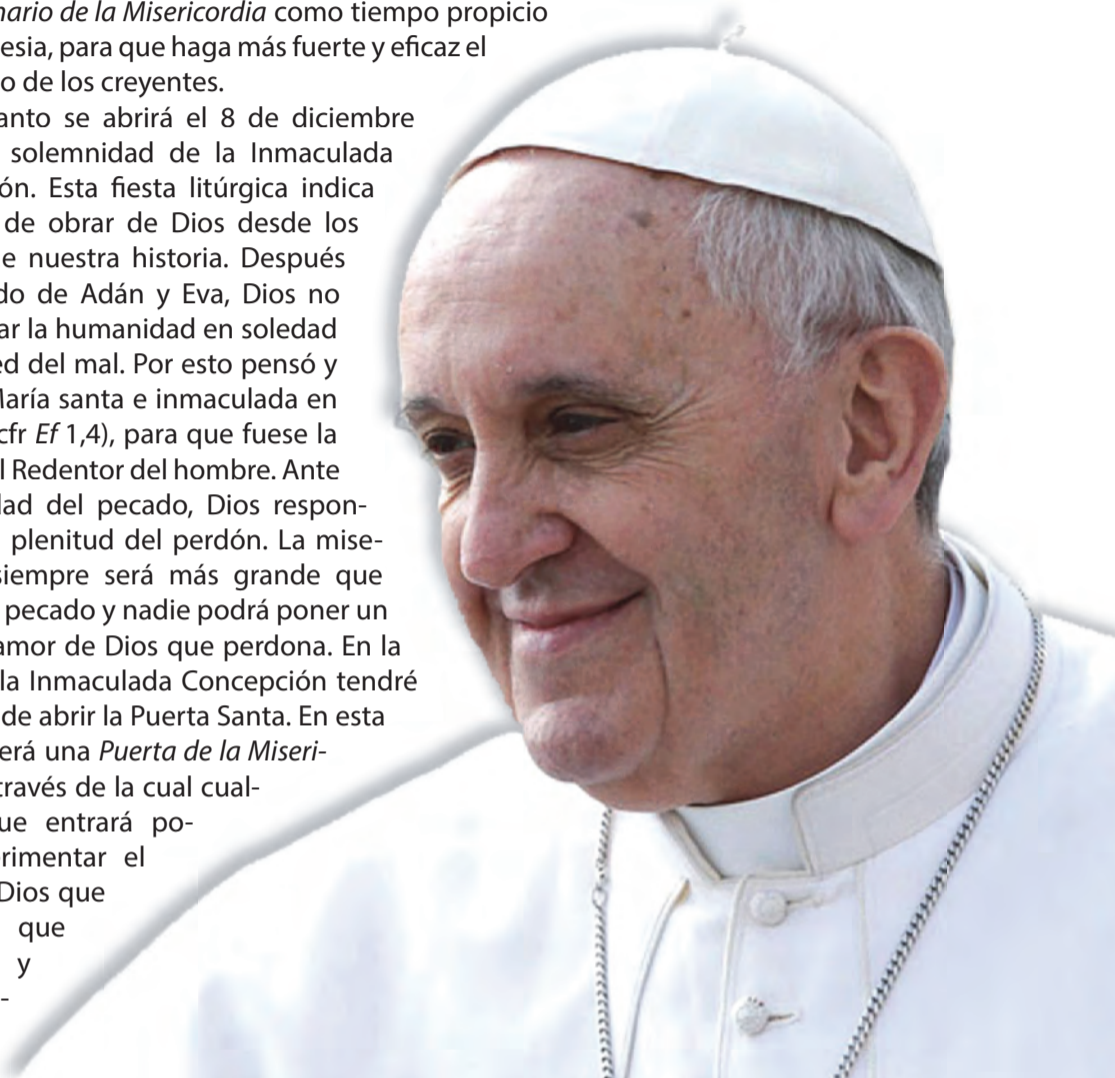 nario de la Misericordia como tiempo propicio
esia, para que haga más fuerte y eficaz el
o de los creyentes.
anto se abrirá el 8 de diciembre
solemnidad de la Inmaculada
ón. Esta fiesta litúrgica indica
de obrar de Dios desde los
e nuestra historia. Después
do de Adán y Eva, Dios no
ar la humanidad en soledad
ed del mal. Por esto pensó y
María santa e inmaculada en
cfr Ef 1,4), para que fuese la
l Redentor del hombre. Ante
dad del pecado, Dios respon-
plenitud del perdón. La mise-
siempre será más grande que
pecado y nadie podrá poner un
amor de Dios que perdona. En la
la Inmaculada Concepción tendré
de abrir la Puerta Santa. En esta
erá una Puerta de la Miseri-
través de la cual cual-
ue entrará po-
rimentar el
Dios que
que
y
-